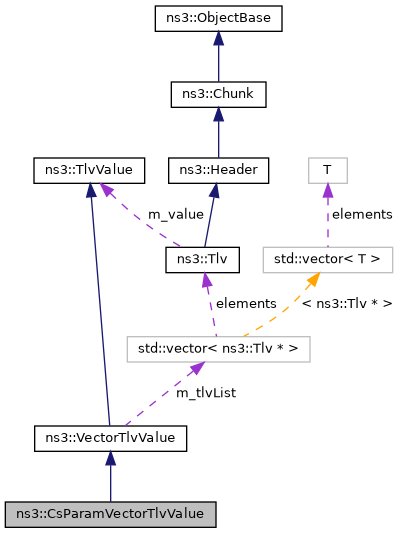 ns3::ObjectBase
ns3::Chunk
ns3::TlvValue
ns3::Header
T
m_value
elements
ns3::Tlv
std::vector< T >
elements
< ns3::Tlv * >
std::vector< ns3::Tlv * >
m_tlvList
ns3::VectorTlvValue
ns3::CsParamVectorTlvValue